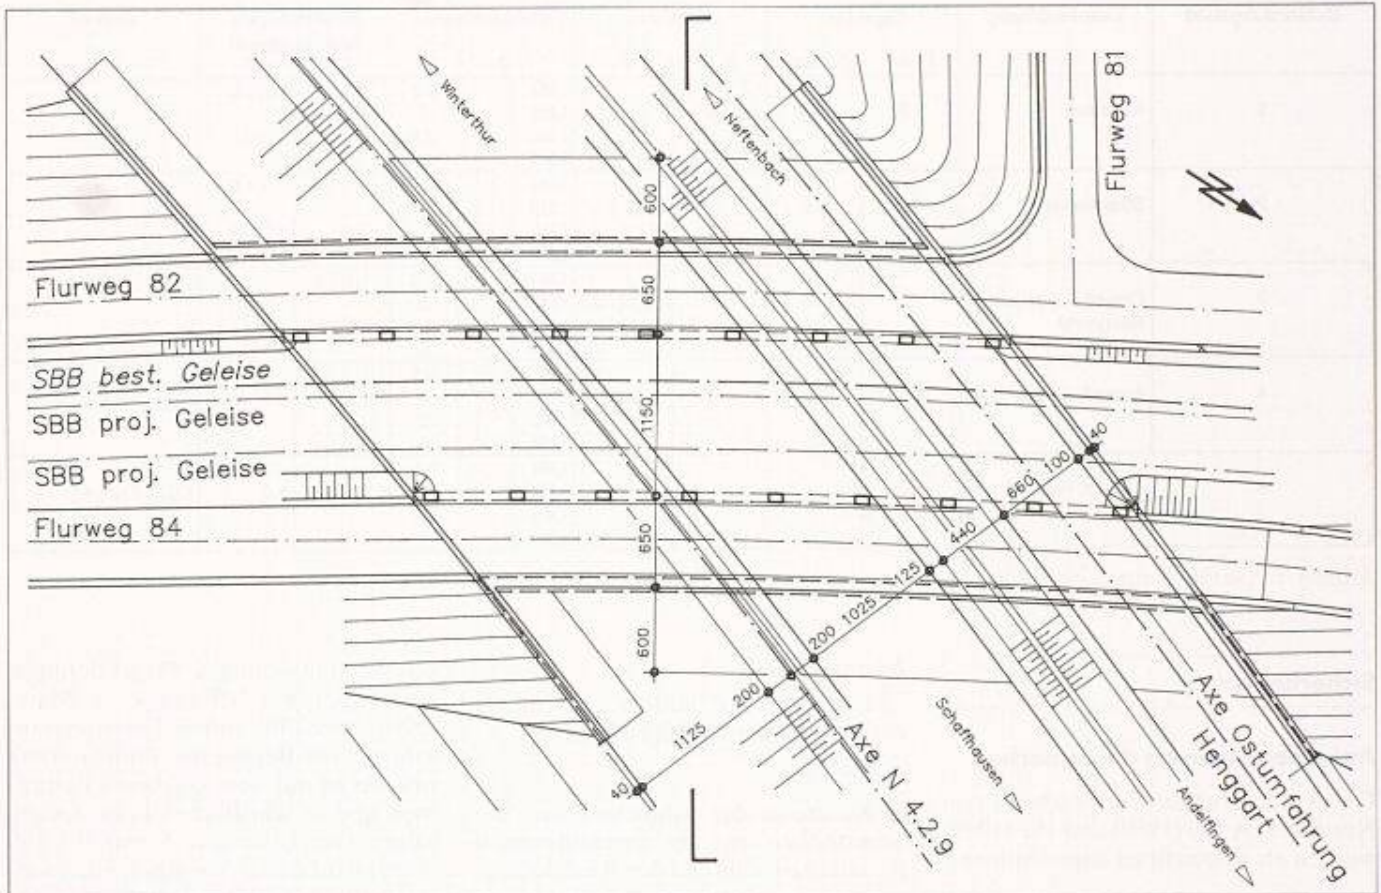 Winterthur
Neftenbach
Flurweg 81
Flurweg 82
SBB best. Geleise
SBB proj. Geleise
SBB proj. Geleise
Flurweg 84
600
650
1150
650
600
40
100
660
440
125
1025
200
200
1125
40
Axe N 4.2.9
Schaffhausen
Axe Ostumfahrung
Henggart
Andelfingen